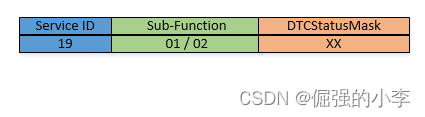 Service ID Sub-Function DTCStatusMask
19 01 / 02 XX
CSDN @倔强的小李